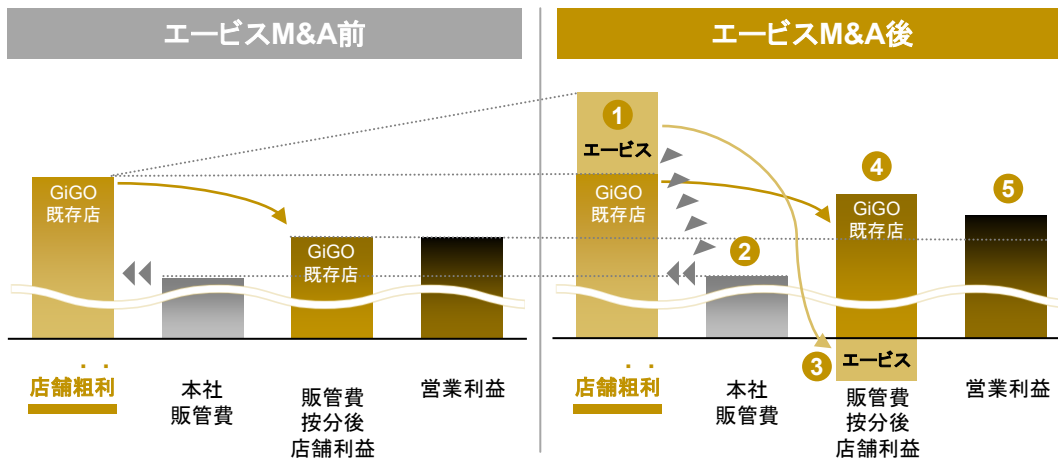 エービスM&A前
GiGO
既存店
GiGO
既存店
店舗粗利
本社
販管費
販管費
按分後
店舗利益
営業利益
エービスM&A後
1
エービス
GiGO
既存店
2
4
GiGO
既存店
5
3
エービス
店舗粗利
本社
販管費
販管費
按分後
店舗利益
営業利益